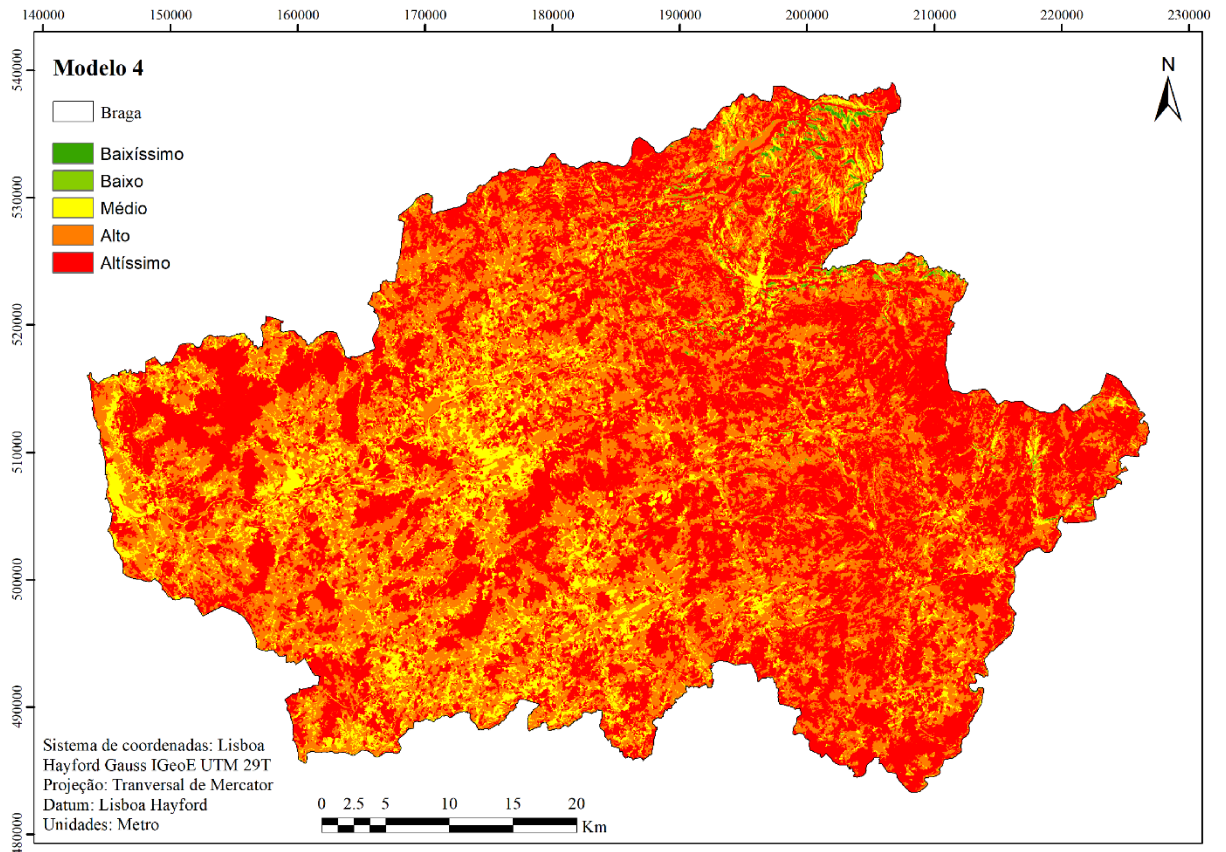 140000 150000 160000 170000 180000 190000 200000 210000 220000 230000
540000
530000
520000
510000
500000
490000
480000
Modelo 4
Braga
Baixíssimo
Baixo
Médio
Alto
Altíssimo
N
Sistema de coordenadas: Lisboa
Hayford Gauss IGeoE UTM 29T
Projeção: Tranversal de Mercator
Datum: Lisboa Hayford
Unidades: Metro
0 2.5 5 10 15 20
Km